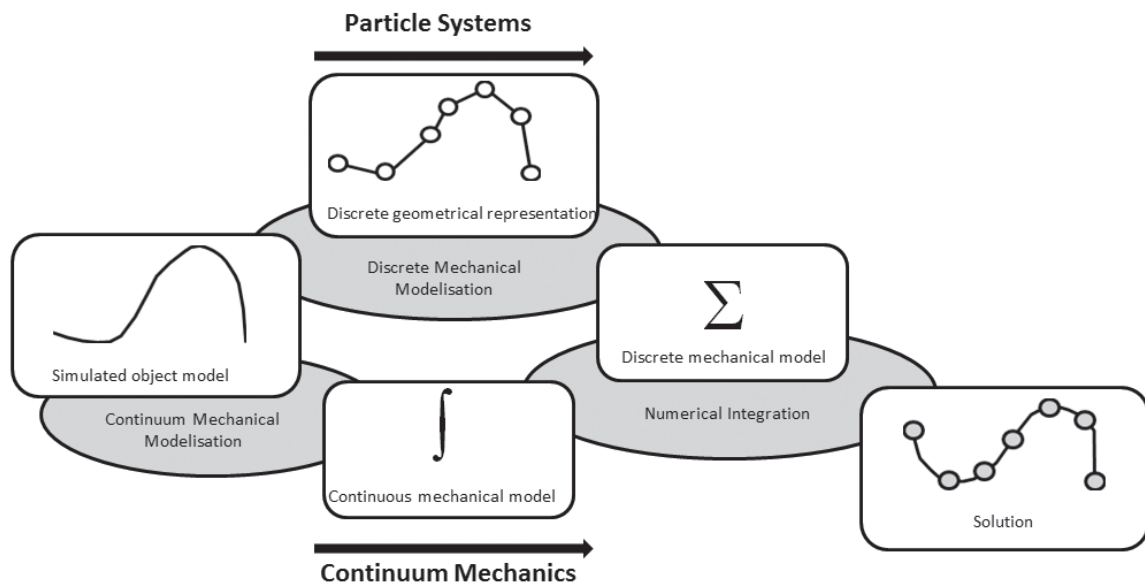 Particle Systems
Discrete geometrical representation
Discrete Mechanical
Modelisation
Σ
Discrete mechanical model
Simulated object model
Continuum Mechanical
Modelisation
∫
Continuous mechanical model
Numerical Integration
Solution
Continuum Mechanics